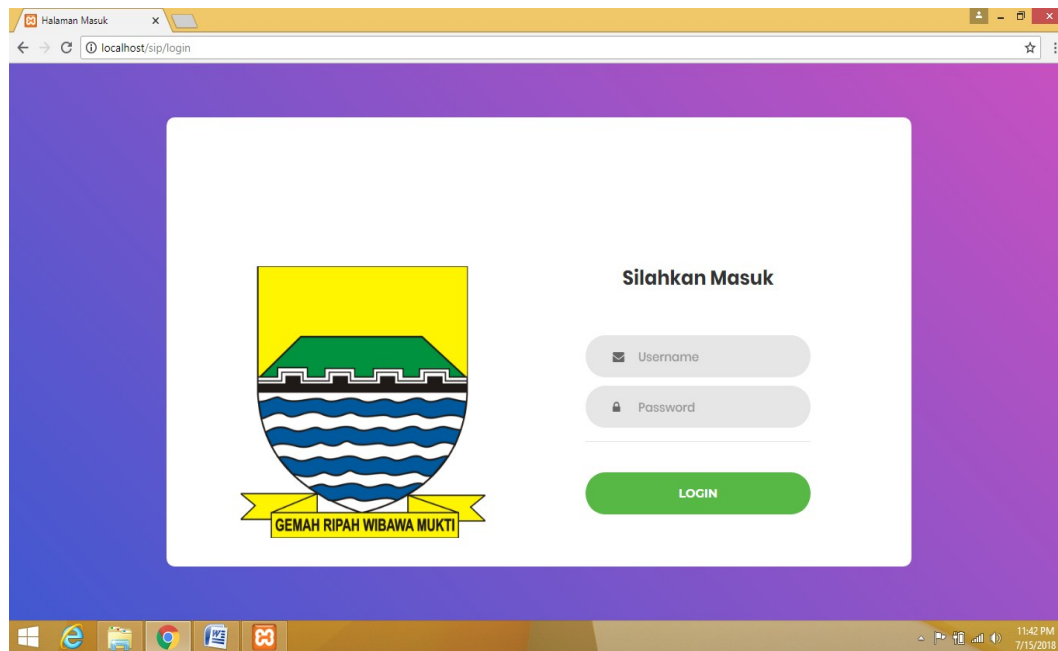 Halaman Masuk
localhost/sip/login
Silahkan Masuk
Username
Password
LOGIN
GEMAH RIPAH WIBAWA MUKTI
11:42 PM
7/15/2018